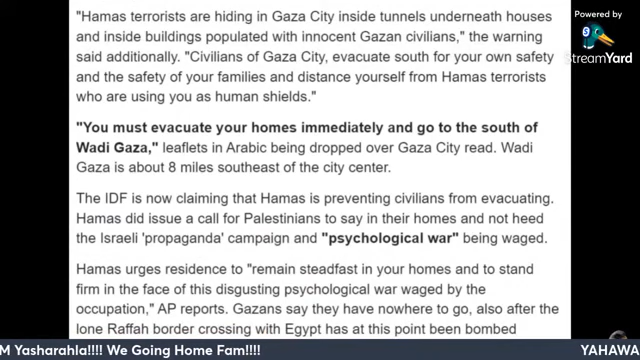 "Hamas terrorists are hiding in Gaza City inside tunnels underneath houses
and inside buildings populated with innocent Gazan civilians," the warning
said additionally. "Civilians of Gaza City, evacuate south for your own safety
and the safety of your families and distance yourself from Hamas terrorists
who are using you as human shields."
"You must evacuate your homes immediately and go to the south of
Wadi Gaza," leaflets in Arabic being dropped over Gaza City read. Wadi
Gaza is about 8 miles southeast of the city center.
The IDF is now claiming that Hamas is preventing civilians from evacuating.
Hamas did issue a call for Palestinians to say in their homes and not heed
the Israeli 'propaganda' campaign and "psychological war" being waged.
Hamas urges residence to "remain steadfast in your homes and to stand
firm in the face of this disgusting psychological war waged by the
occupation," AP reports. Gazans say they have nowhere to go, also after the
lone Raffah border crossing with Egypt has at this point been bombed
Powered by
StreamYard
M Yasharahla!!!! We Going Home Fam!!!!
YAHAWA